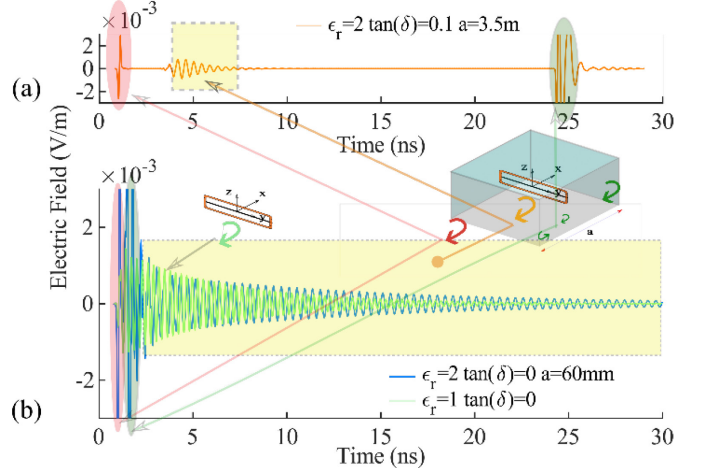 × 10⁻³
ϵr=2 tan(δ)=0.1 a=3.5m
2
0
-2
(a)
0 5 10 15 20 25 30
Time (ns)
Electric Field (V/m)
× 10⁻³
z x y
z x y
a
2
0
-2
ϵr=2 tan(δ)=0 a=60mm
ϵr=1 tan(δ)=0
(b)
0 5 10 15 20 25 30
Time (ns)